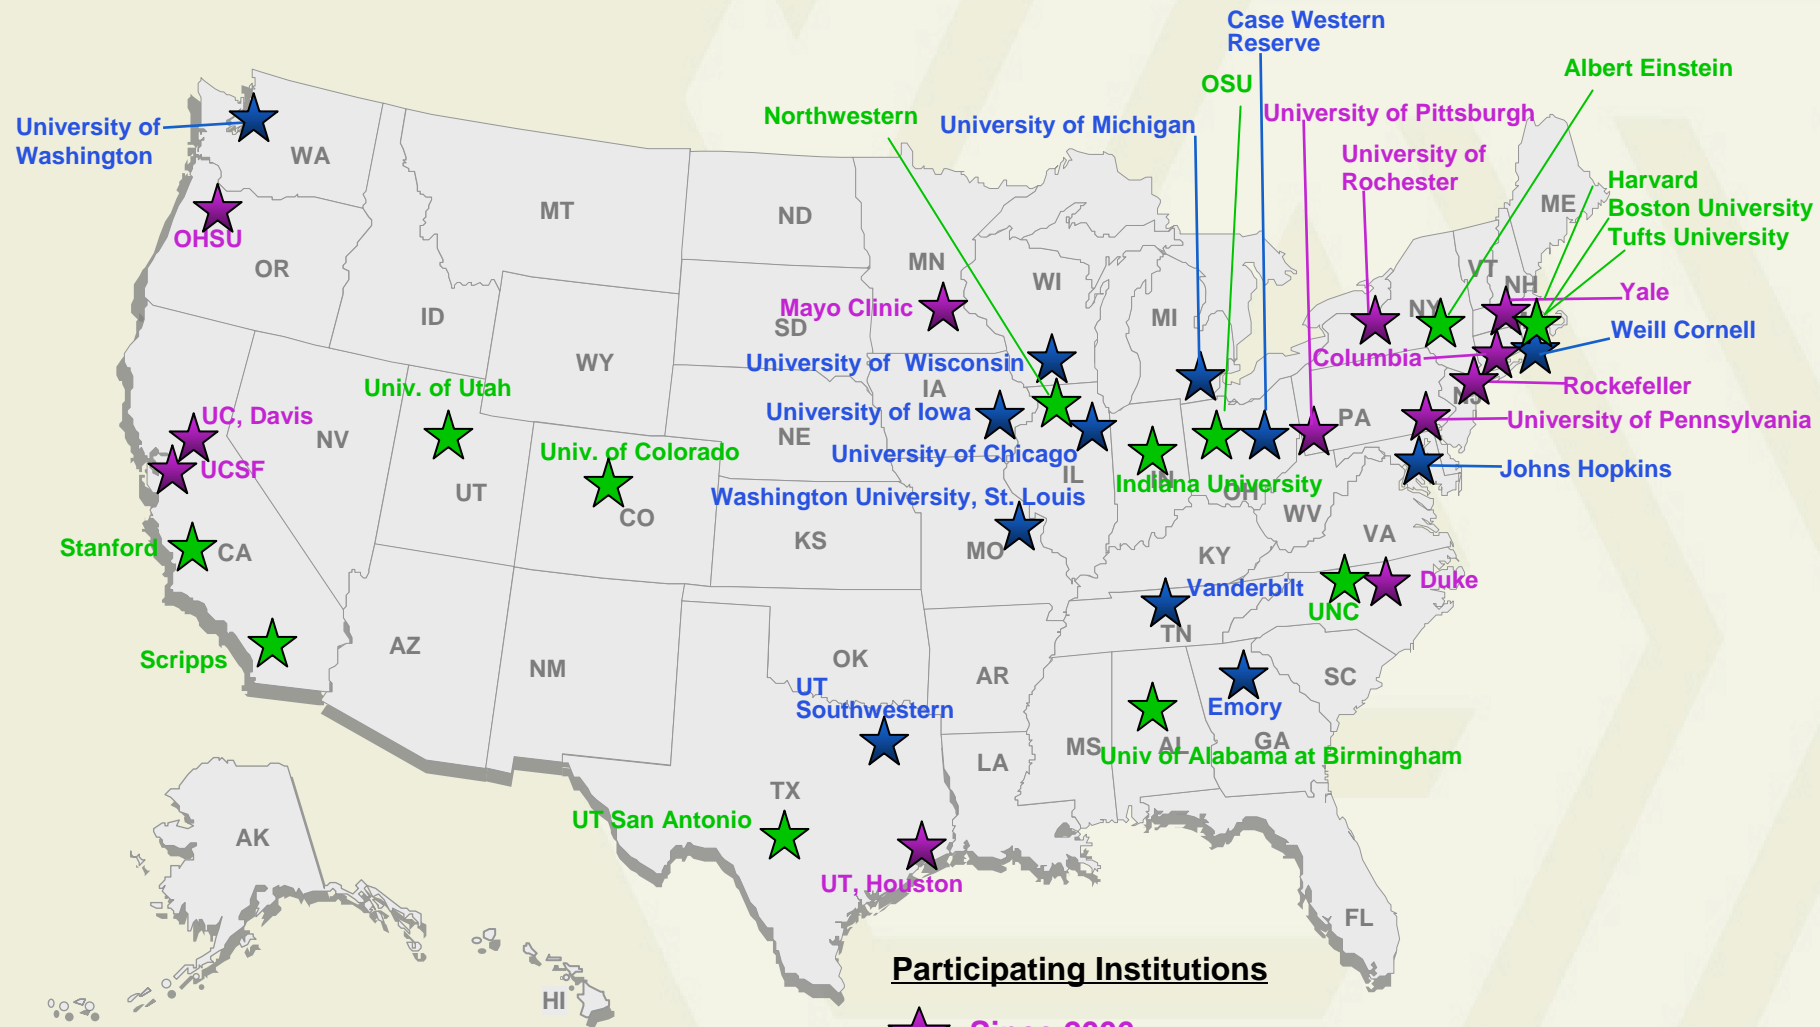 Case Western
Reserve
Albert Einstein
OSU
Northwestern
University of Michigan
University of Pittsburgh
University of
Washington
WA
University of
Rochester
Harvard
Boston University
Tufts University
ME
MT
ND
OHSU
OR
MN
WI
VT
NH
Yale
ID
Mayo Clinic
SD
MI
NY
Weill Cornell
WY
University of Wisconsin
Columbia
Univ. of Utah
IA
Rockefeller
NJ
UC, Davis
University of Iowa
PA
University of Pennsylvania
NV
NE
Univ. of Colorado
University of Chicago
UCSF
IL
IN
Johns Hopkins
Indiana University
OH
UT
Washington University, St. Louis
CO
WV
VA
Stanford
CA
KS
MO
KY
Vanderbilt
Duke
UNC
TN
AZ
Scripps
NM
OK
AR
SC
UT
Southwestern
Emory
MS
AL
GA
Univ of Alabama at Birmingham
LA
TX
UT San Antonio
AK
UT, Houston
FL
Participating Institutions
HI
Since